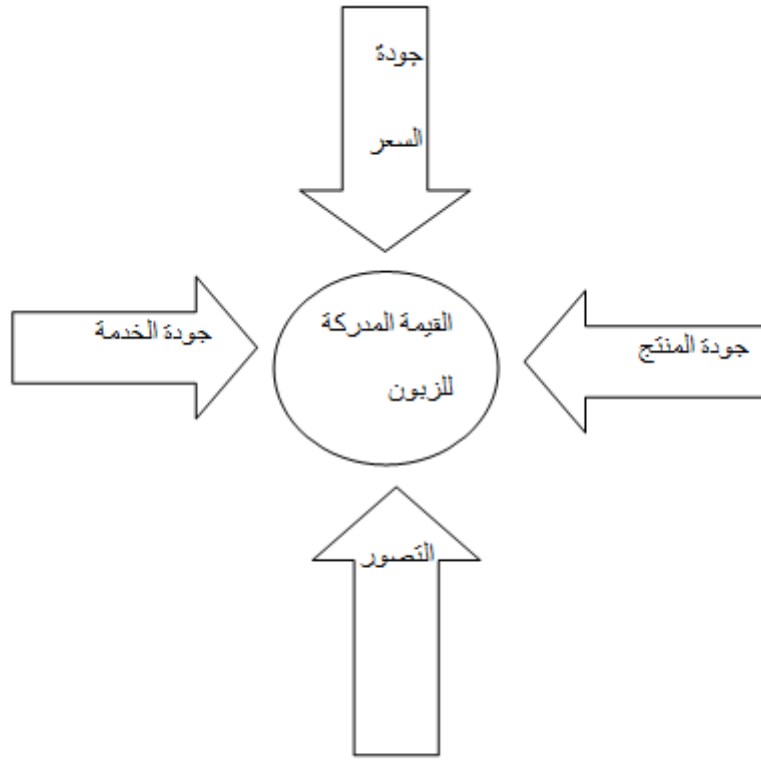 جودة
السعر
جودة المنتج
القيمة المدركة
للزبون
جودة الخدمة
التصور